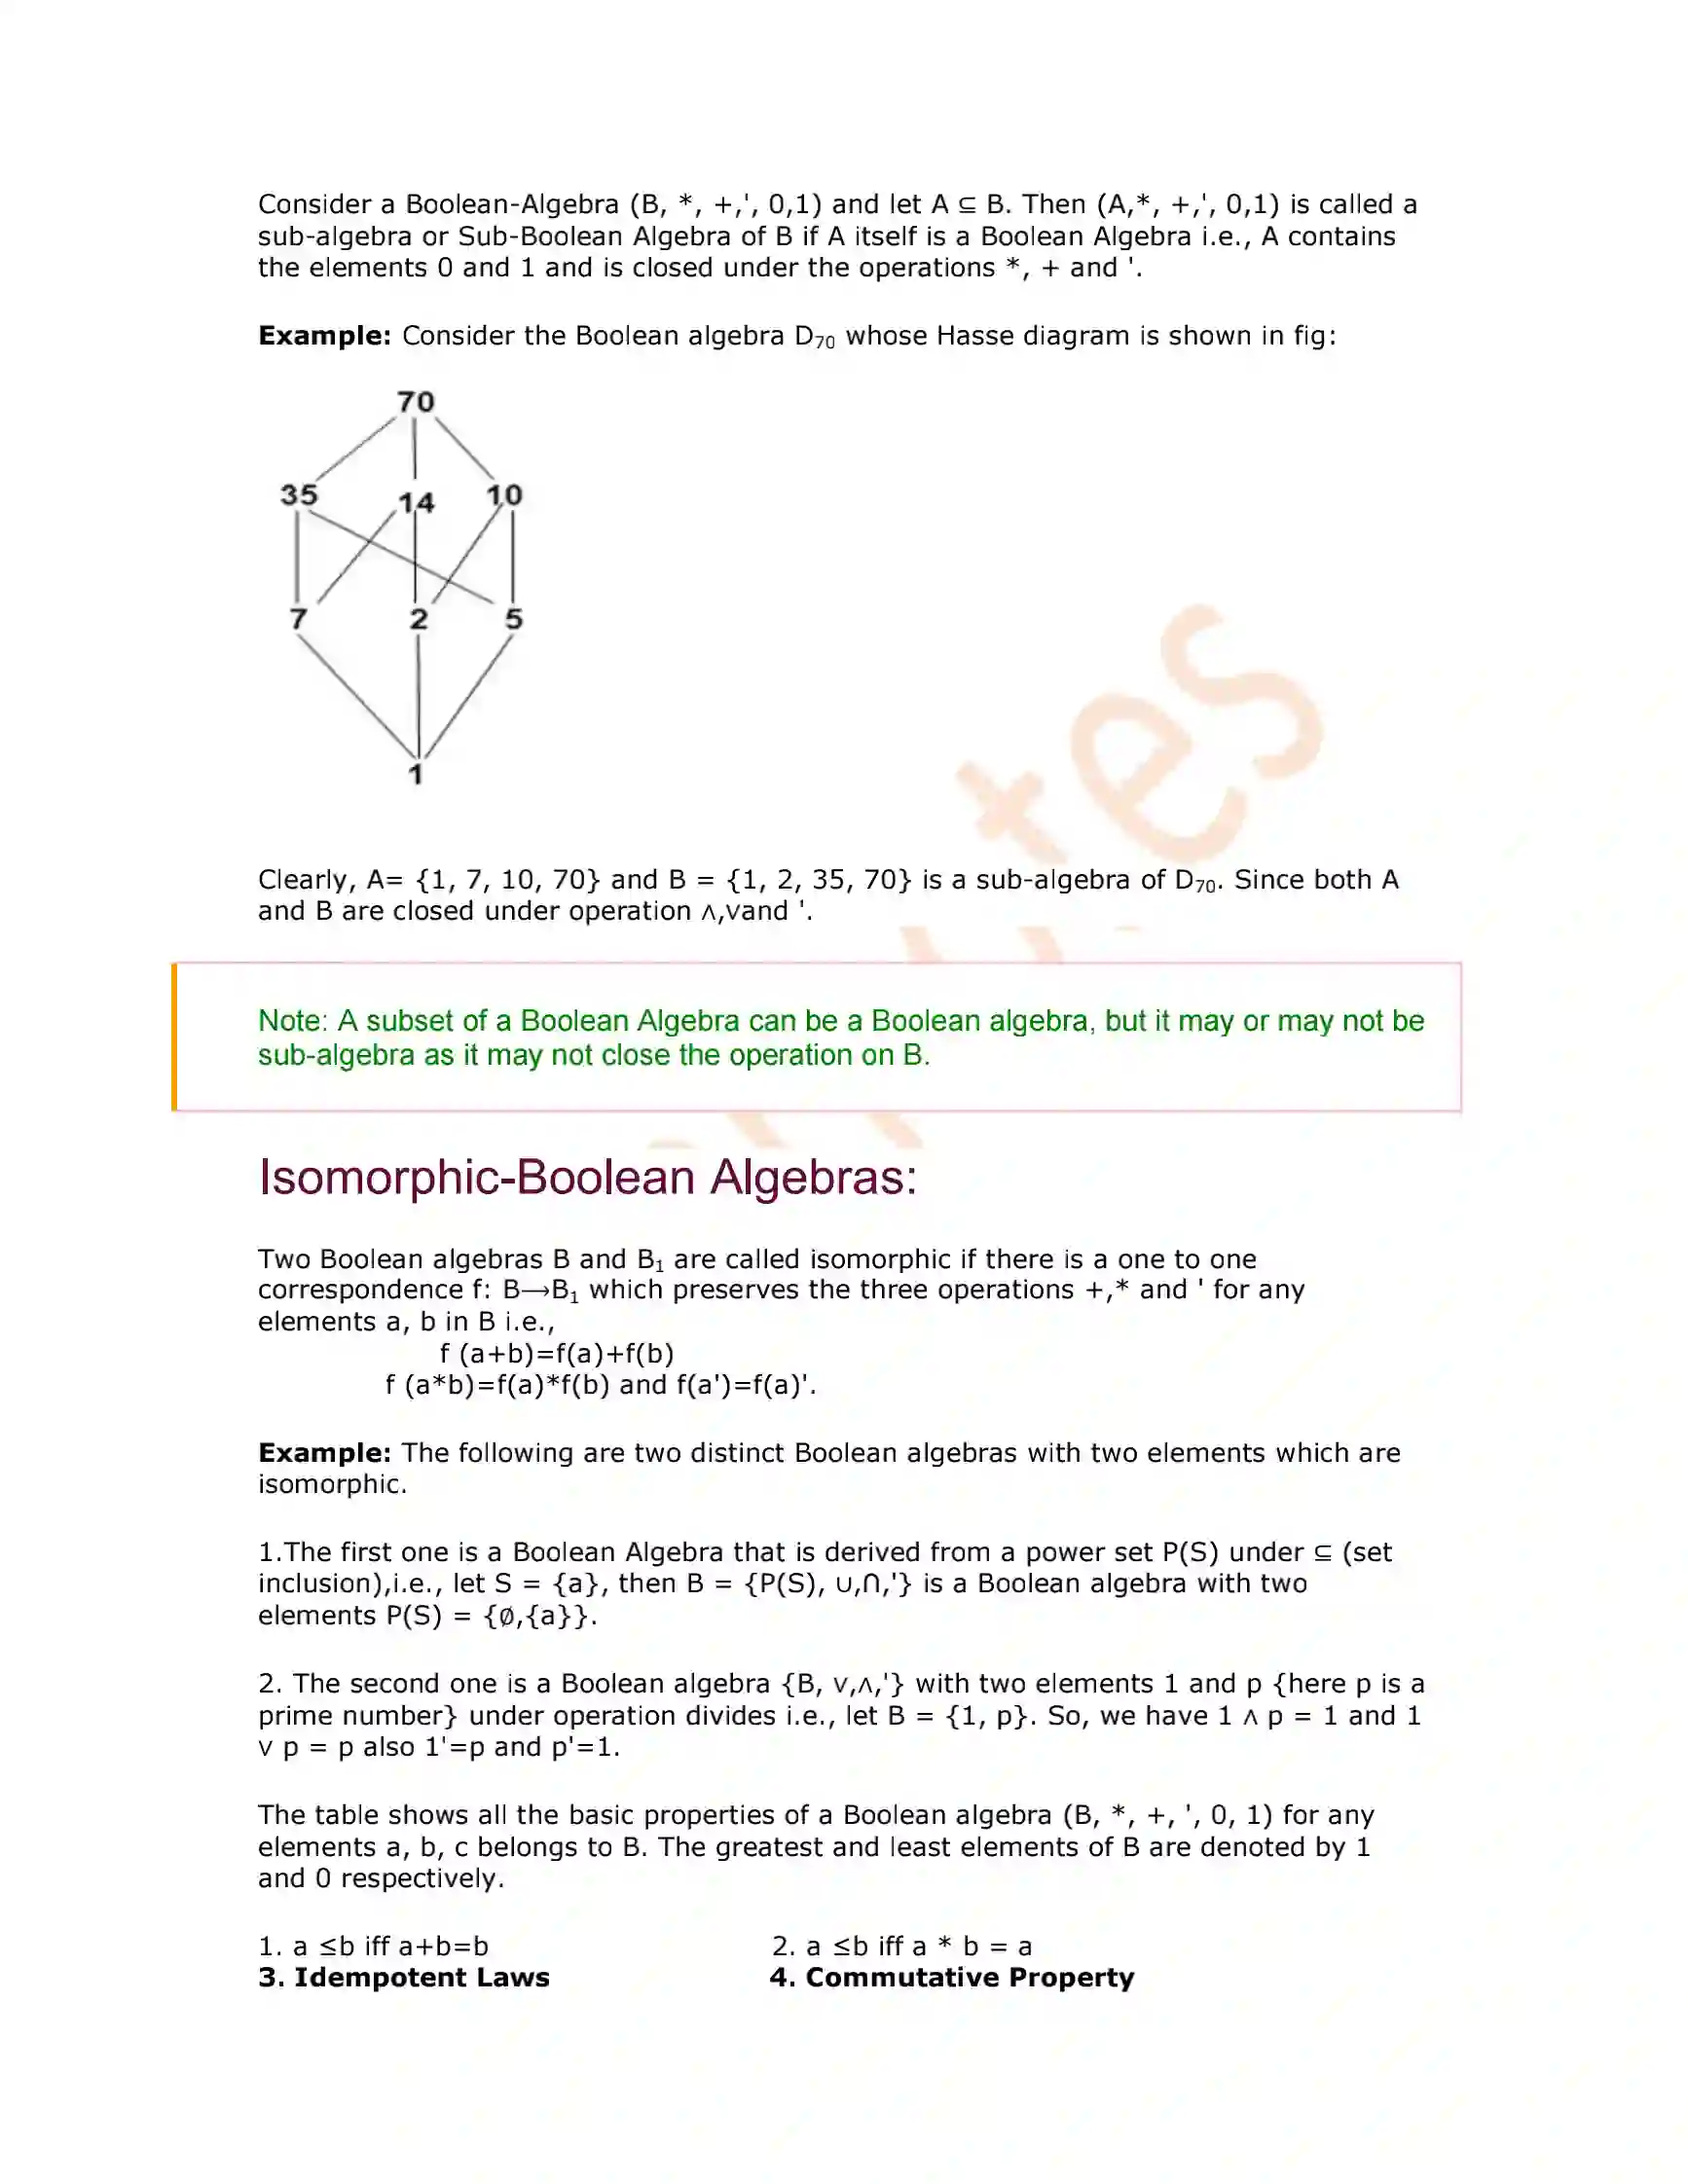 Consider a Boolean-Algebra (B, *, +,', 0,1) and let A ⊆ B. Then (A,*, +,', 0,1) is called a
sub-algebra or Sub-Boolean Algebra of B if A itself is a Boolean Algebra i.e., A contains
the elements 0 and 1 and is closed under the operations *, + and '.
Example: Consider the Boolean algebra D₇₀ whose Hasse diagram is shown in fig:
70
35 14 10
7 2 5
1
Clearly, A= {1, 7, 10, 70} and B = {1, 2, 35, 70} is a sub-algebra of D₇₀. Since both A
and B are closed under operation ∧,∨and '.
Note: A subset of a Boolean Algebra can be a Boolean algebra, but it may or may not be
sub-algebra as it may not close the operation on B.
Isomorphic-Boolean Algebras:
Two Boolean algebras B and B₁ are called isomorphic if there is a one to one
correspondence f: B⟶B₁ which preserves the three operations +,* and ' for any
elements a, b in B i.e.,
f (a+b)=f(a)+f(b)
f (a*b)=f(a)*f(b) and f(a')=f(a)'.
Example: The following are two distinct Boolean algebras with two elements which are
isomorphic.
1.The first one is a Boolean Algebra that is derived from a power set P(S) under ⊆ (set
inclusion),i.e., let S = {a}, then B = {P(S), ∪,∩,'} is a Boolean algebra with two
elements P(S) = {∅,{a}}.
2. The second one is a Boolean algebra {B, ∨,∧,'} with two elements 1 and p {here p is a
prime number} under operation divides i.e., let B = {1, p}. So, we have 1 ∧ p = 1 and 1
∨ p = p also 1'=p and p'=1.
The table shows all the basic properties of a Boolean algebra (B, *, +, ', 0, 1) for any
elements a, b, c belongs to B. The greatest and least elements of B are denoted by 1
and 0 respectively.
1. a ≤b iff a+b=b 2. a ≤b iff a * b = a
3. Idempotent Laws 4. Commutative Property